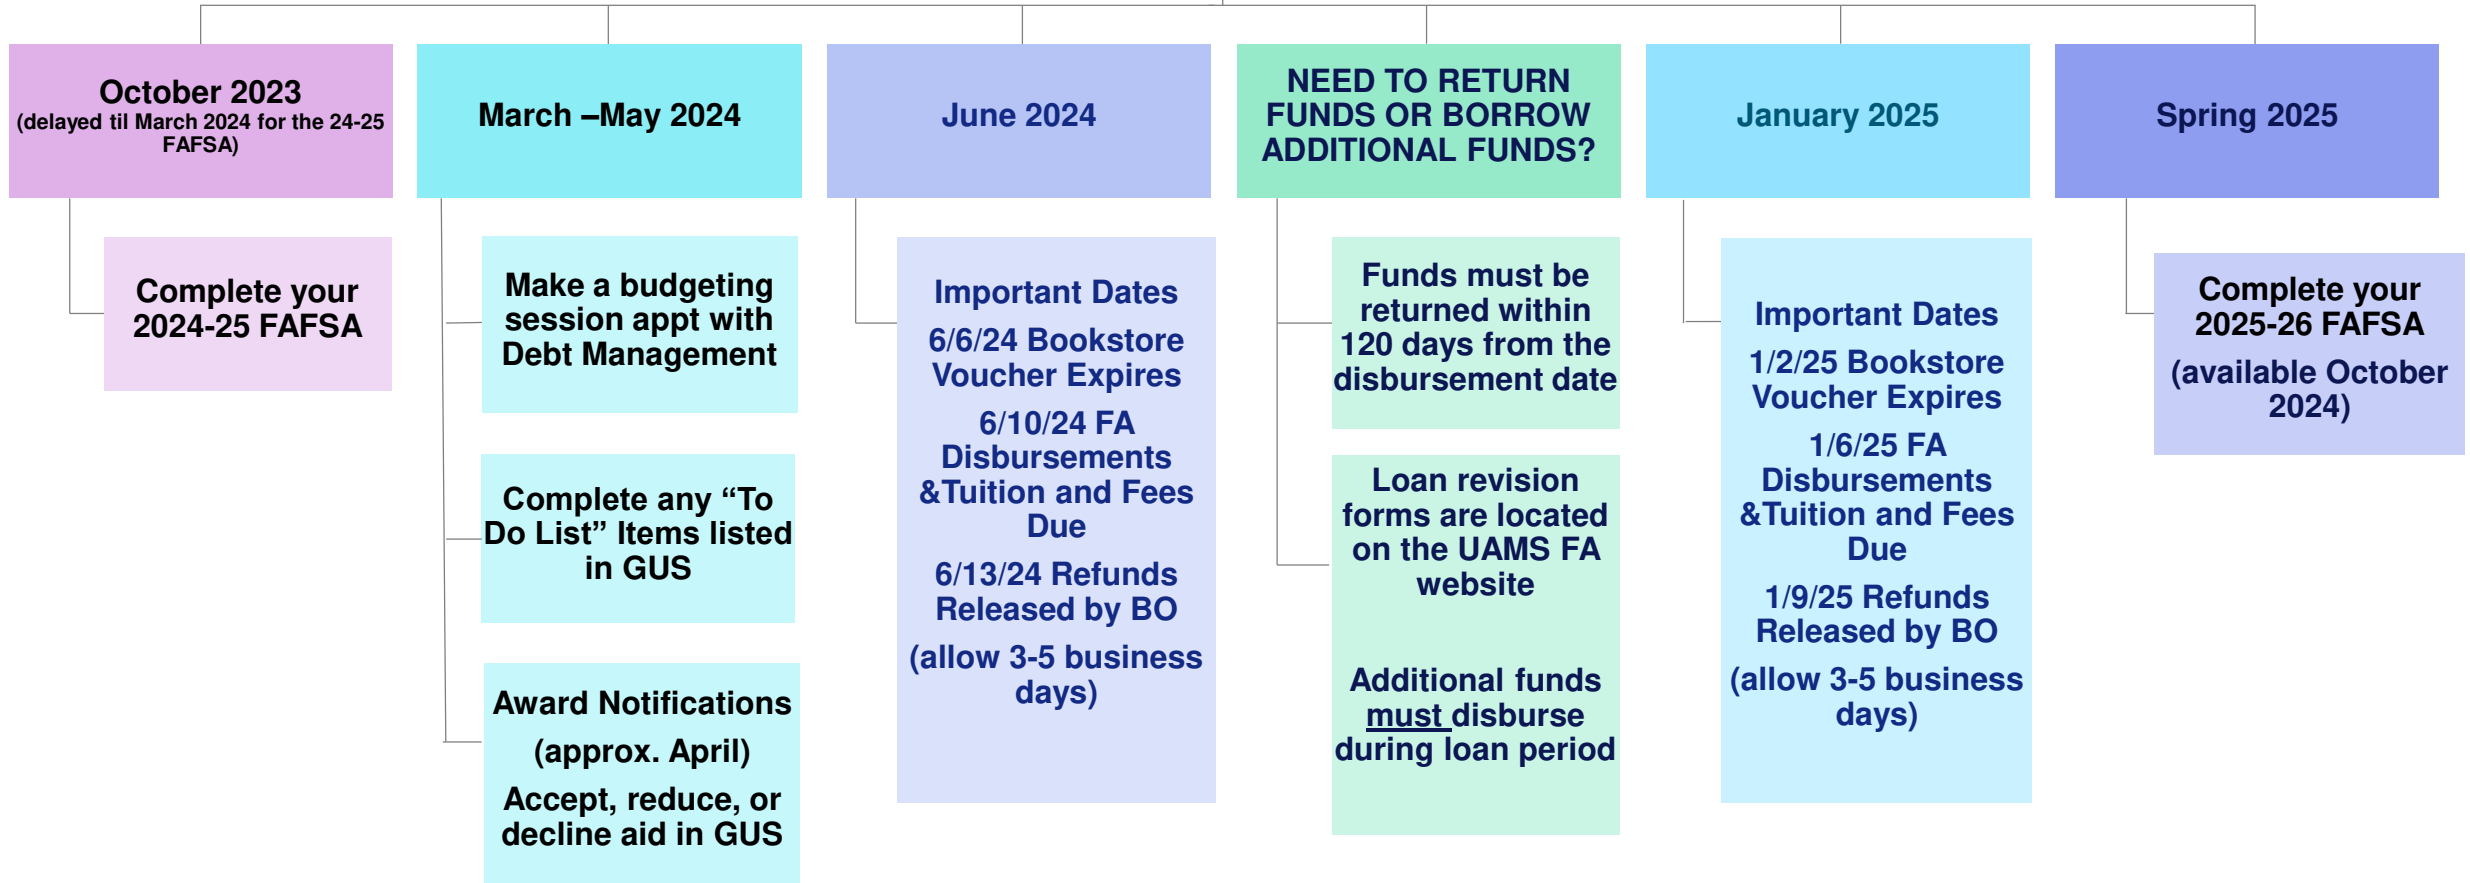 October 2023
(delayed til March 2024 for the 24-25
FAFSA)
Complete your
2024-25 FAFSA
March –May 2024
Make a budgeting
session appt with
Debt Management
Complete any “To
Do List” Items listed
in GUS
Award Notifications
(approx. April)
Accept, reduce, or
decline aid in GUS
June 2024
Important Dates
6/6/24 Bookstore
Voucher Expires
6/10/24 FA
Disbursements
&Tuition and Fees
Due
6/13/24 Refunds
Released by BO
(allow 3-5 business
days)
NEED TO RETURN
FUNDS OR BORROW
ADDITIONAL FUNDS?
Funds must be
returned within
120 days from the
disbursement date
Loan revision
forms are located
on the UAMS FA
website
Additional funds
must disburse
during loan period
January 2025
Important Dates
1/2/25 Bookstore
Voucher Expires
1/6/25 FA
Disbursements
&Tuition and Fees
Due
1/9/25 Refunds
Released by BO
(allow 3-5 business
days)
Spring 2025
Complete your
2025-26 FAFSA
(available October
2024)